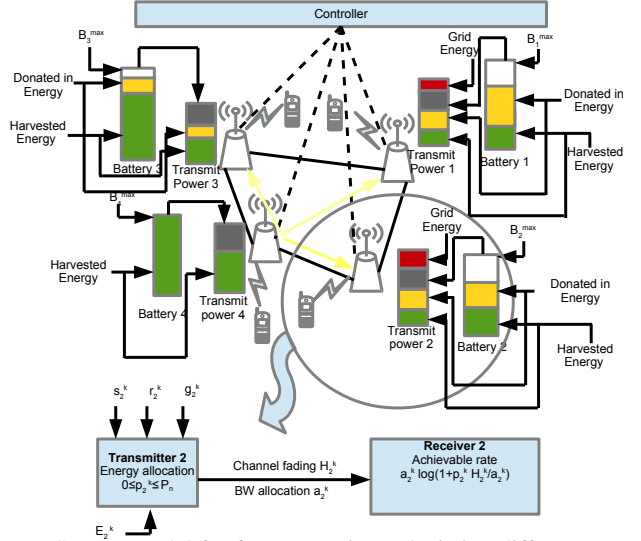 Controller
B₃ᵐᵃˣ
Donated in
Energy
Harvested
Energy
Battery 3
Transmit
Power 3
Grid
Energy
B₁ᵐᵃˣ
Donated in
Energy
Harvested
Energy
Transmit
Power 1
Battery 1
B₄ᵐᵃˣ
Harvested
Energy
Battery 4
Transmit
power 4
Grid
Energy
B₂ᵐᵃˣ
Donated in
Energy
Harvested
Energy
Transmit
power 2
Battery 2
s₂ᵏ r₂ᵏ g₂ᵏ
Transmitter 2
Energy allocation
0≤p₂ᵏ≤Pₙ
E₂ᵏ
Channel fading H₂ᵏ
BW allocation a₂ᵏ
Receiver 2
Achievable rate
a₂ᵏ log(1+p₂ᵏ H₂ᵏ/a₂ᵏ)